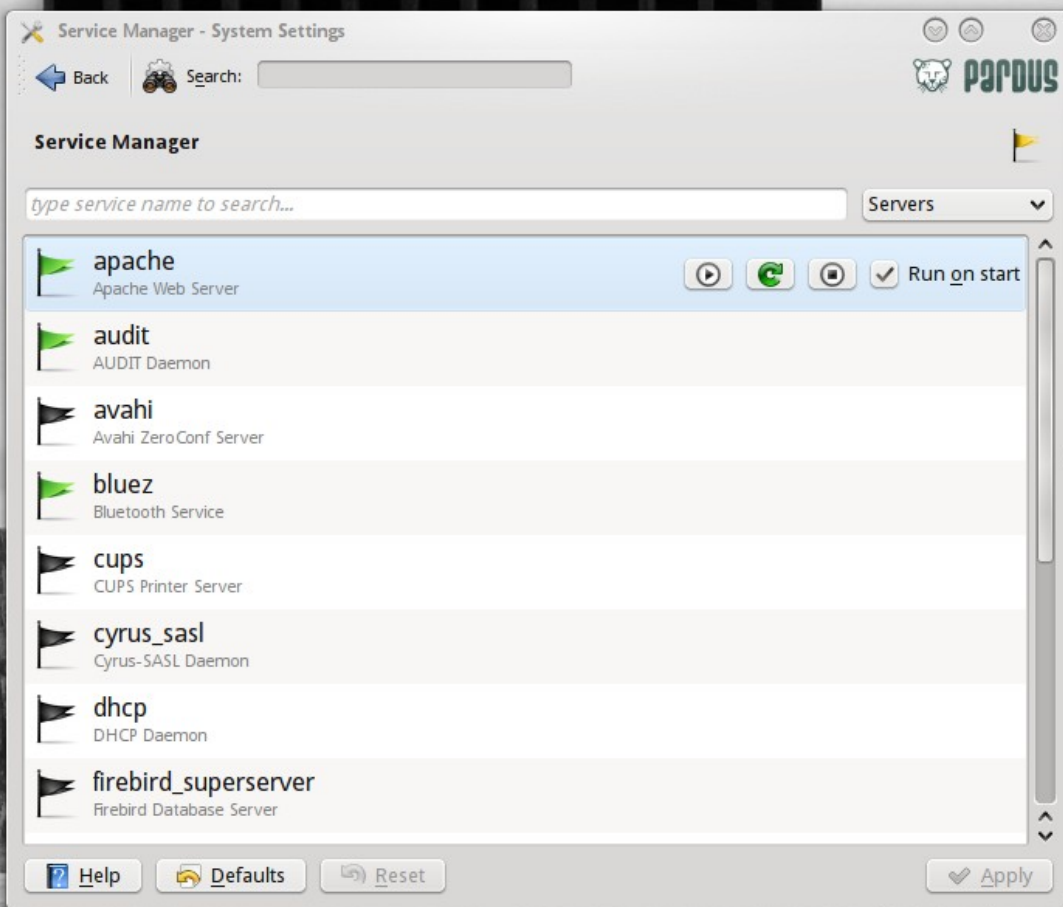 Service Manager - System Settings
Back Search:
PARDUS
Service Manager
type service name to search...
Servers
apache
Apache Web Server
Run on start
audit
AUDIT Daemon
avahi
Avahi ZeroConf Server
bluez
Bluetooth Service
cups
CUPS Printer Server
cyrus_sasl
Cyrus-SASL Daemon
dhcp
DHCP Daemon
firebird_superserver
Firebird Database Server
Help Defaults Reset Apply